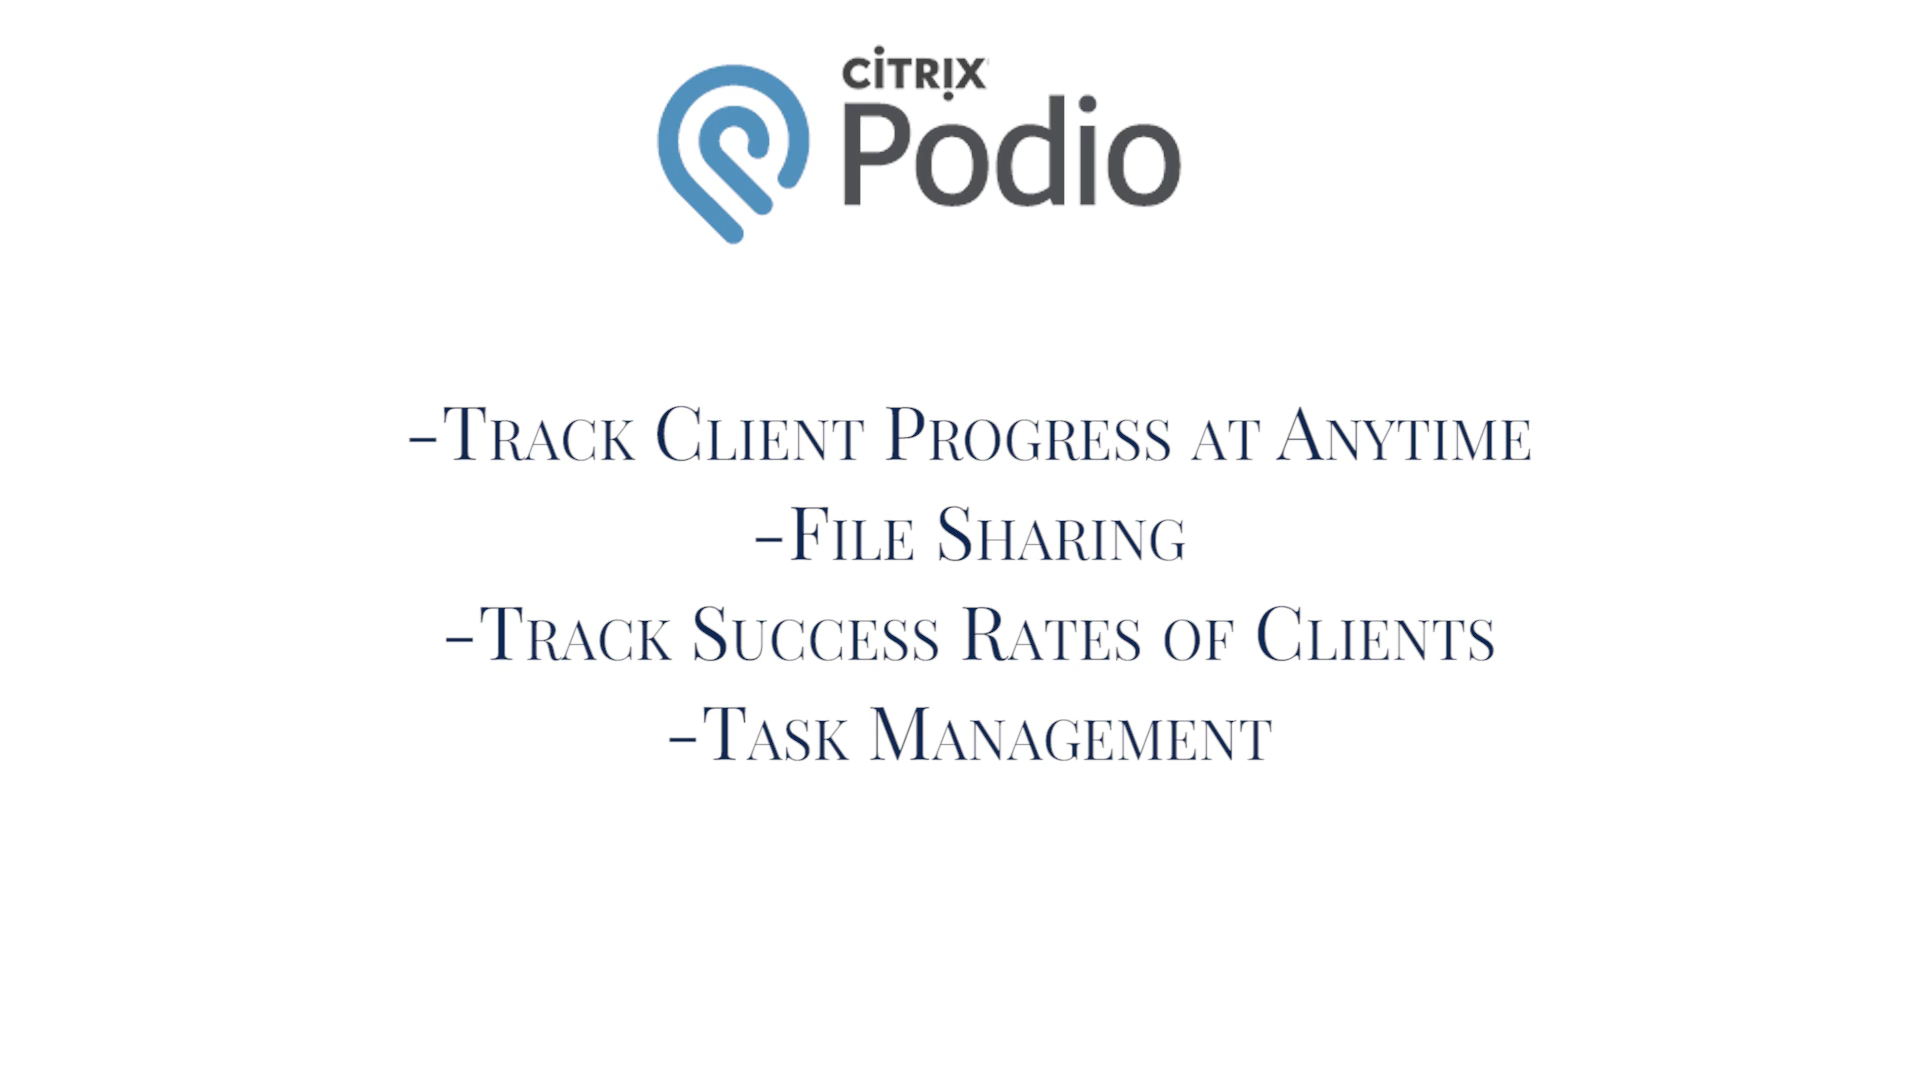 CiTRiX
Podio
-Track Client Progress at Anytime
-File Sharing
-Track Success Rates of Clients
-Task Management